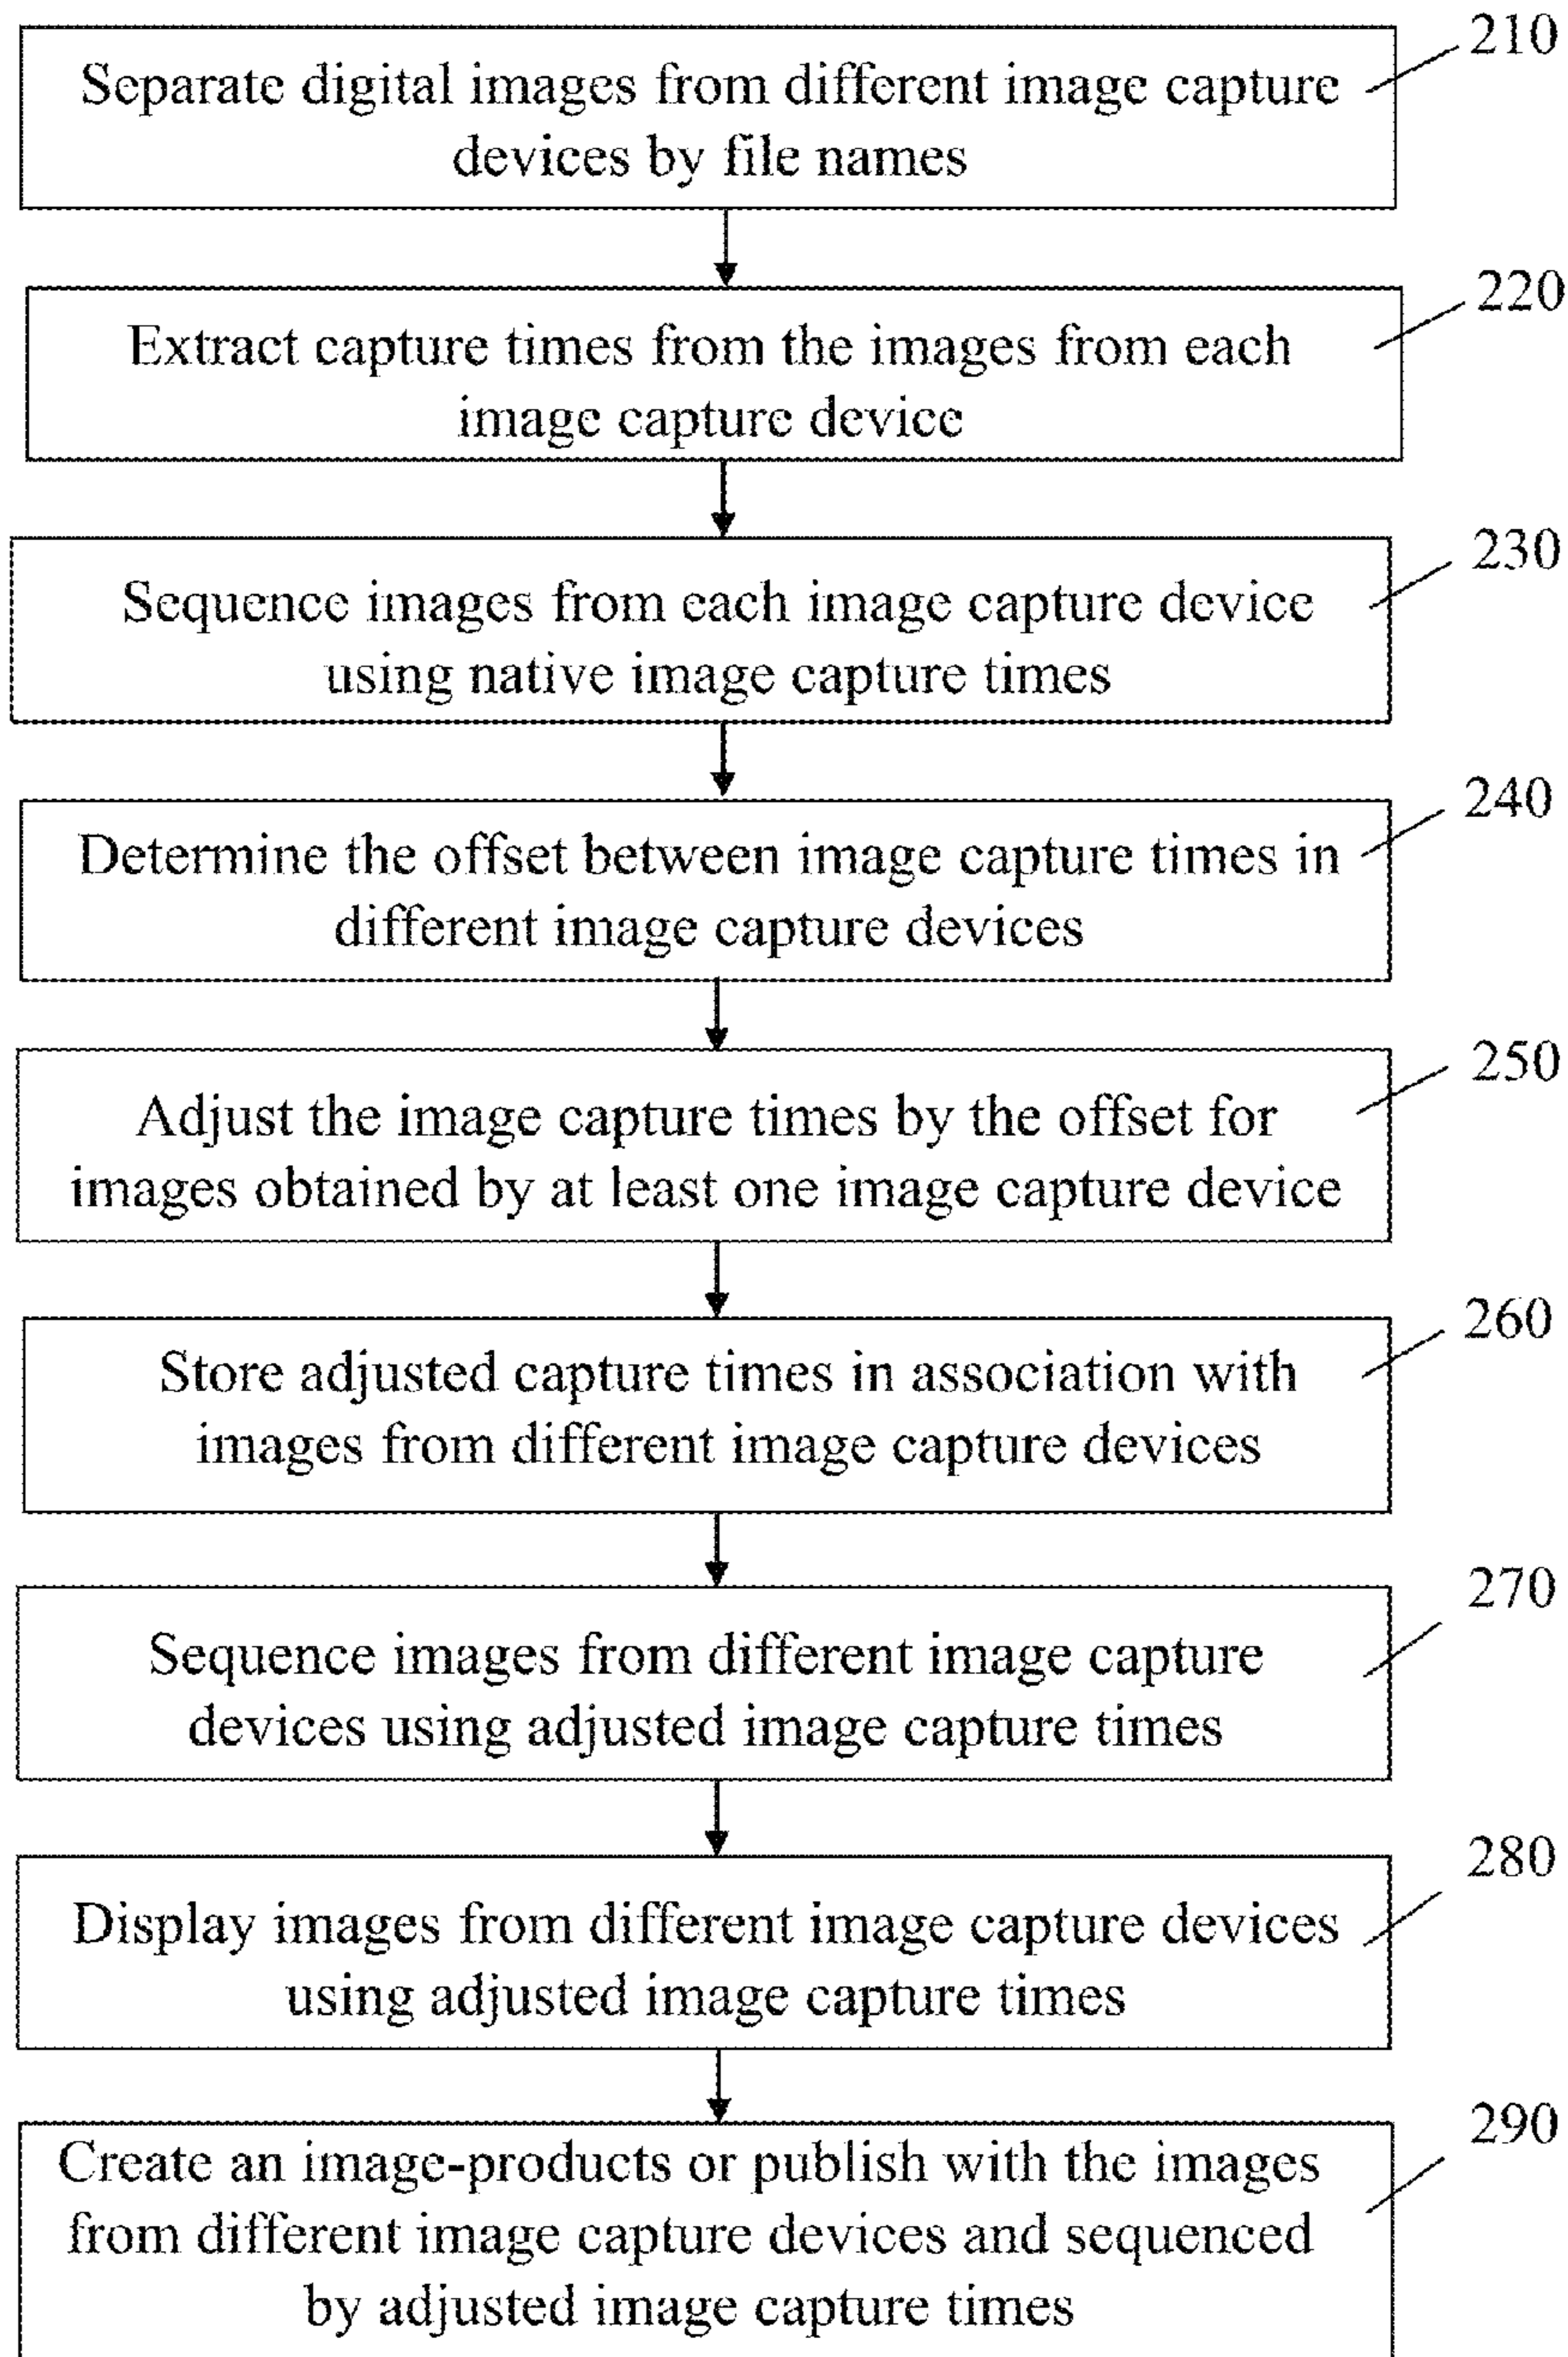 210
Separate digital images from different image capture
devices by file names
220
Extract capture times from the images from each
image capture device
230
Sequence images from each image capture device
using native image capture times
240
Determine the offset between image capture times in
different image capture devices
250
Adjust the image capture times by the offset for
images obtained by at least one image capture device
260
Store adjusted capture times in association with
images from different image capture devices
270
Sequence images from different image capture
devices using adjusted image capture times
280
Display images from different image capture devices
using adjusted image capture times
290
Create an image-products or publish with the images
from different image capture devices and sequenced
by adjusted image capture times